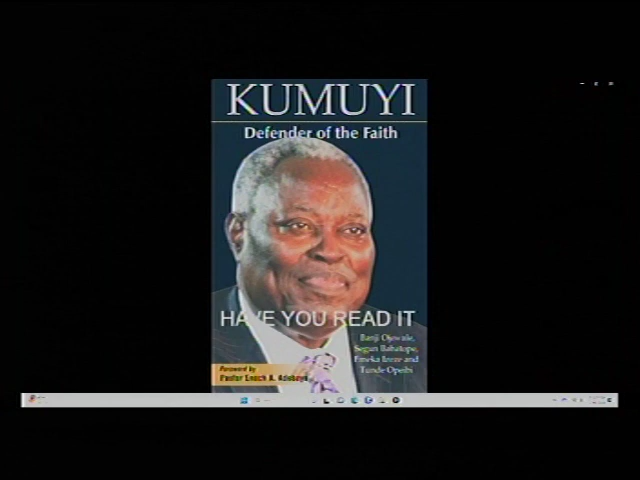 KUMUYI
Defender of the Faith
HAVE YOU READ IT
Banji Ojewale,
Segun Babatope,
Emeka Izeze and
Tunde Opeibi
Foreword by
Pastor Enoch A. Adeboye